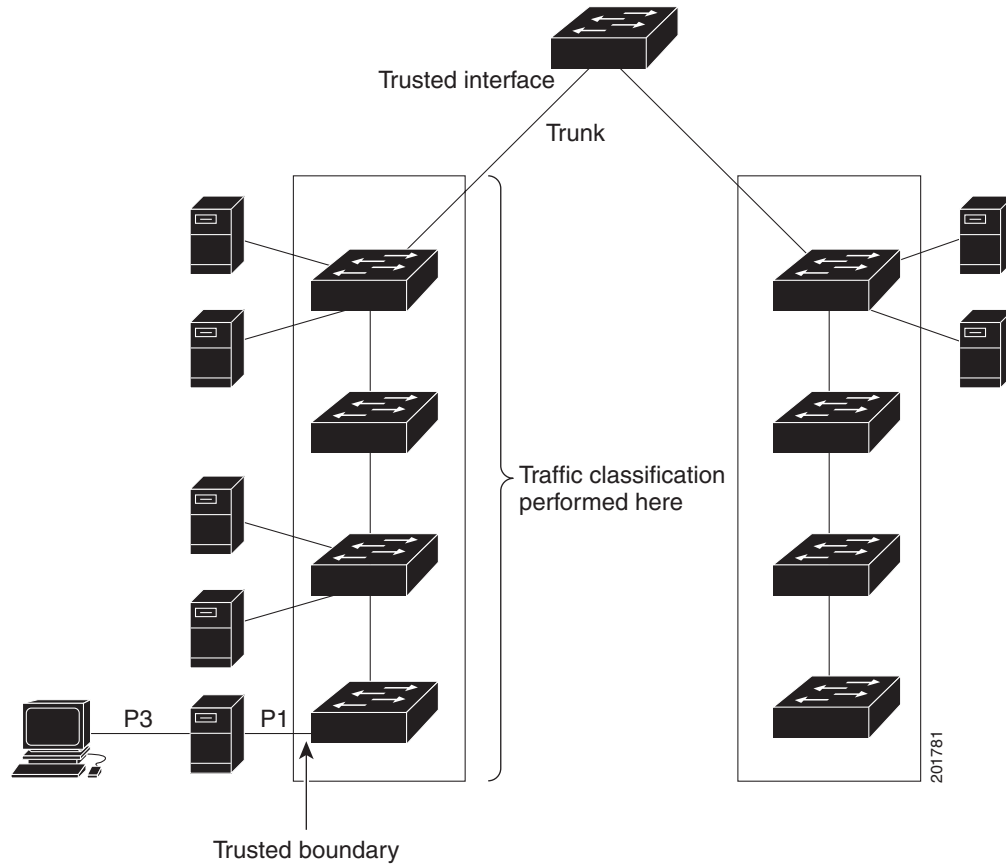 Trusted interface
Trunk
Traffic classification
performed here
P3
P1
201781
Trusted boundary